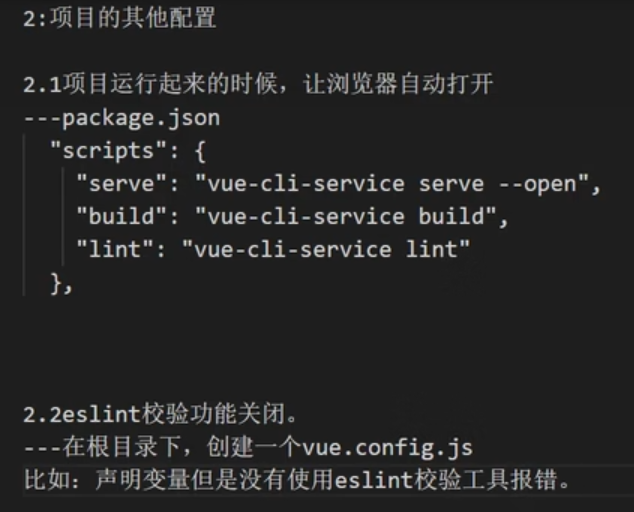 2:项目的其他配置
2.1项目运行起来的时候，让浏览器自动打开
---package.json
"scripts": {
"serve": "vue-cli-service serve --open",
"build": "vue-cli-service build",
"lint": "vue-cli-service lint"
},
2.2eslint校验功能关闭。
---在根目录下，创建一个vue.config.js
比如：声明变量但是没有使用eslint校验工具报错。